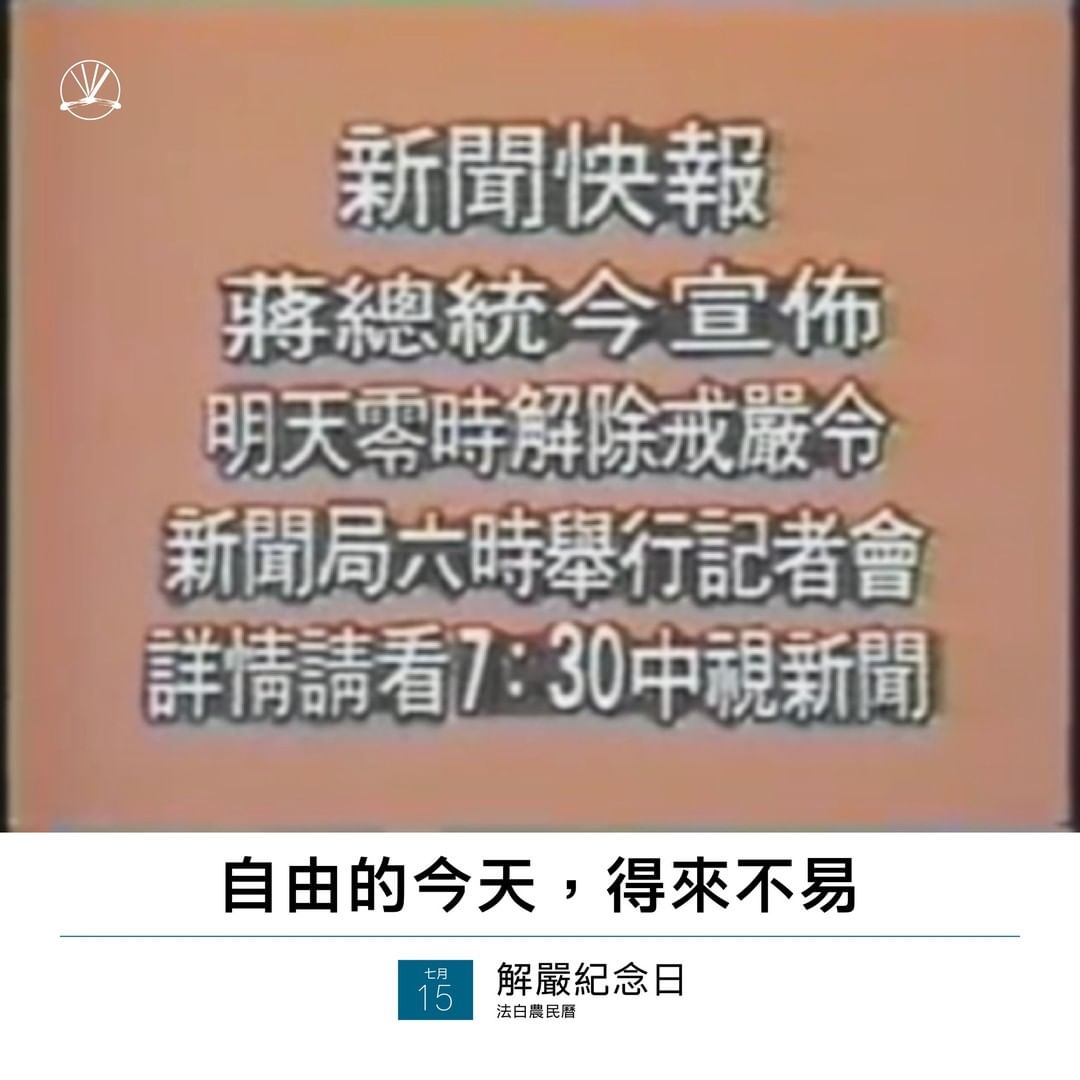 新聞快報
蔣總統今宣佈
明天零時解除戒嚴令
新聞局六時舉行記者會
詳情請看7：30中視新聞
自由的今天，得來不易
七月
15
解嚴紀念日
法白農民曆